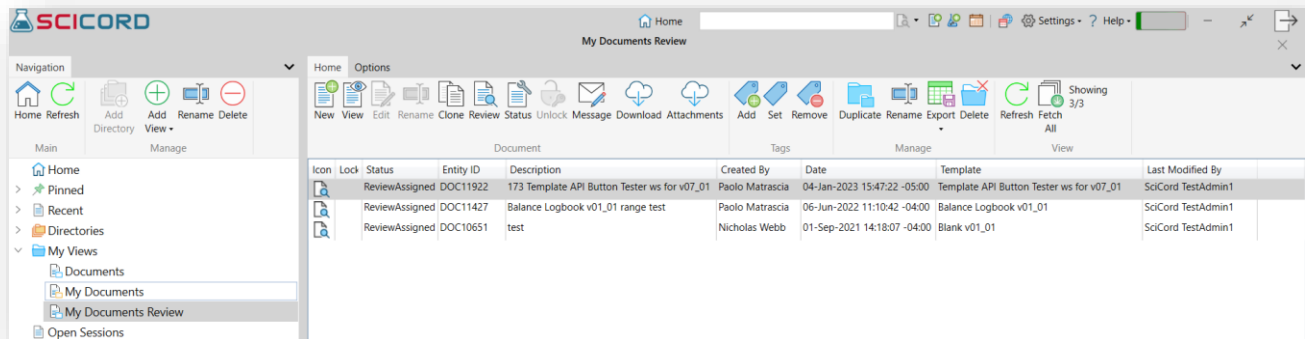 SCICORD
Home Settings ? Help
My Documents Review
Navigation
Home Refresh Add Directory Add View Rename Delete
Main Manage
Home
Pinned
Recent
Directories
My Views
Documents
My Documents
My Documents Review
Open Sessions
Home Options
New View Edit Rename Clone Review Status Unlock Message Download Attachments Add Set Remove Duplicate Rename Export Delete Refresh Fetch All Showing 3/3
Document Tags Manage View
Icon Lock Status Entity ID Description Created By Date Template Last Modified By
ReviewAssigned DOC11922 173 Template API Button Tester ws for v07_01 Paolo Matrascia 04-Jan-2023 15:47:22 -05:00 Template API Button Tester ws for v07_01 SciCord TestAdmin1
ReviewAssigned DOC11427 Balance Logbook v01_01 range test Paolo Matrascia 06-Jun-2022 11:10:42 -04:00 Balance Logbook v01_01 SciCord TestAdmin1
ReviewAssigned DOC10651 test Nicholas Webb 01-Sep-2021 14:18:07 -04:00 Blank v01_01 SciCord TestAdmin1